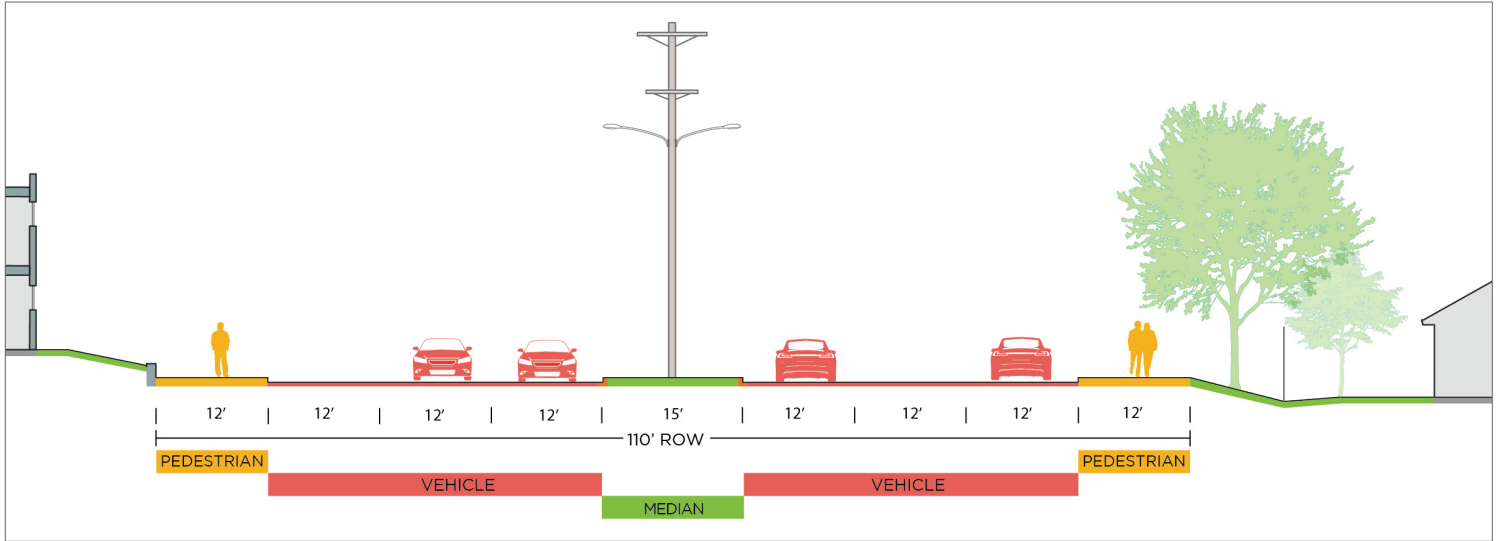 12' 12' 12' 12' 15' 12' 12' 12' 12'
110' ROW
PEDESTRIAN PEDESTRIAN
VEHICLE VEHICLE
MEDIAN